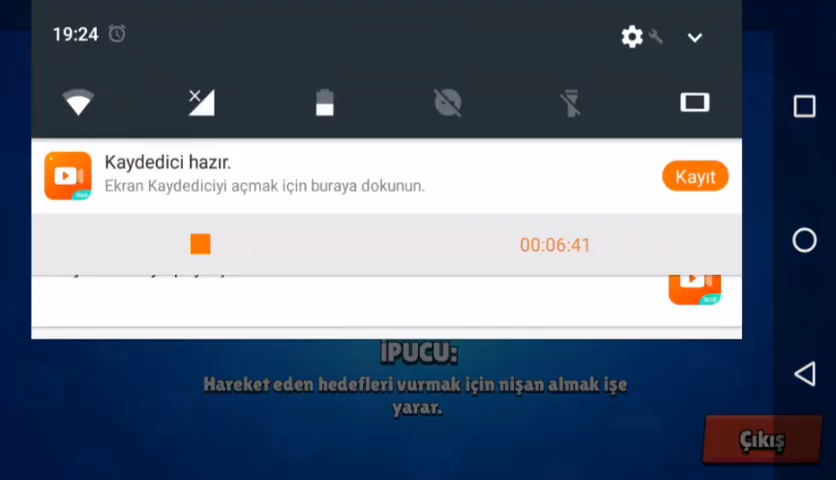 19:24
Kaydedici hazır.
Ekran Kaydediciyi açmak için buraya dokunun.
Kayıt
00:06:41
İPUCU:
Hareket eden hedefleri vurmak için nişan almak işe
yarar.
Çıkış